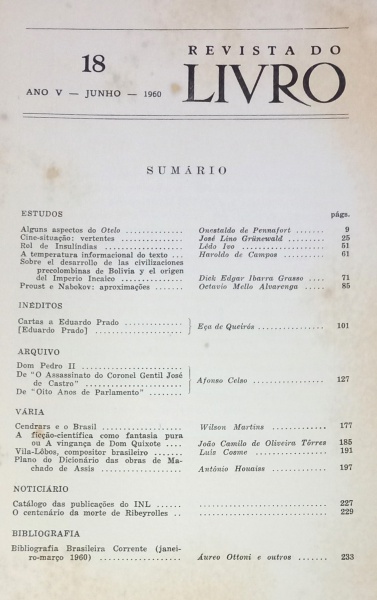 18
ANO V — JUNHO — 1960
REVISTA DO
LIVRO
SUMÁRIO
ESTUDOS págs.
Alguns aspectos do Otelo ............. Onestaldo de Pennafort ....... 9
Cine-situação: vertentes .............. José Lino Grünewald ......... 25
Rol de Insulíndias .................... Lêdo Ivo ................... 51
A temperatura informacional do texto ... Haroldo de Campos .......... 61
Sobre el desarrollo de las civilizaciones
precolombinas de Bolivia y el origen
del Imperio Incaico ............... Dick Edgar Ibarra Grasso .... 71
Proust e Nabokov: aproximações ....... Octavio Mello Alvarenga ..... 85
INÉDITOS
Cartas a Eduardo Prado .............
[Eduardo Prado] ................... } Eça de Queirós ............... 101
ARQUIVO
Dom Pedro II .....................
De "O Assassinato do Coronel Gentil José
de Castro" .................... } Afonso Celso ................. 127
De "Oito Anos de Parlamento" ........
VÁRIA
Cendrars e o Brasil .................. Wilson Martins ............. 177
A ficção-científica como fantasia pura
ou A vingança de Dom Quixote .... João Camilo de Oliveira Tôrres 185
Vila-Lôbos, compositor brasileiro ....... Luís Cosme ................. 191
Plano do Dicionário das obras de Ma-
chado de Assis .................. Antônio Houaiss ............. 197
NOTICIÁRIO
Catálogo das publicações do INL ...... ............................. 227
O centenário da morte de Ribeyrolles .. ............................. 229
BIBLIOGRAFIA
Bibliografia Brasileira Corrente (janei-
ro-março 1960) .................. Áureo Ottoni e outros ....... 233